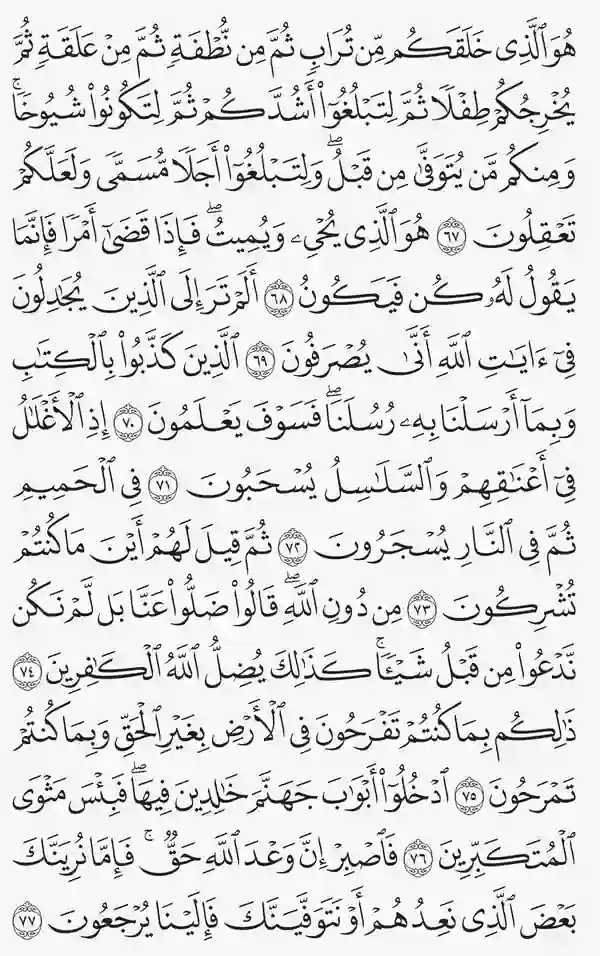 هُوَ ٱلَّذِى خَلَقَكُم مِّن تُرَابٍ ثُمَّ مِن نُّطْفَةٍ ثُمَّ مِنْ عَلَقَةٍ ثُمَّ
يُخْرِجُكُمْ طِفْلًا ثُمَّ لِتَبْلُغُوٓا۟ أَشُدَّكُمْ ثُمَّ لِتَكُونُوا۟ شُيُوخًا ۚ
وَمِنكُم مَّن يُتَوَفَّىٰ مِن قَبْلُ ۖ وَلِتَبْلُغُوٓا۟ أَجَلًا مُّسَمًّى وَلَعَلَّكُمْ
تَعْقِلُونَ ٦٧ هُوَ ٱلَّذِى يُحْىِۦ وَيُمِيتُ ۖ فَإِذَا قَضَىٰٓ أَمْرًا فَإِنَّمَا
يَقُولُ لَهُۥ كُن فَيَكُونُ ٦٨ أَلَمْ تَرَ إِلَى ٱلَّذِينَ يُجَٰدِلُونَ
فِىٓ ءَايَٰتِ ٱللَّهِ أَنَّىٰ يُصْرَفُونَ ٦٩ ٱلَّذِينَ كَذَّبُوا۟ بِٱلْكِتَٰبِ
وَبِمَآ أَرْسَلْنَا بِهِۦ رُسُلَنَا ۖ فَسَوْفَ يَعْلَمُونَ ٧٠ إِذِ ٱلْأَغْلَٰلُ
فِىٓ أَعْنَٰقِهِمْ وَٱلسَّلَٰسِلُ يُسْحَبُونَ ٧١ فِى ٱلْحَمِيمِ
ثُمَّ فِى ٱلنَّارِ يُسْجَرُونَ ٧٢ ثُمَّ قِيلَ لَهُمْ أَيْنَ مَا كُنتُمْ
تُشْرِكُونَ ٧٣ مِن دُونِ ٱللَّهِ ۖ قَالُوا۟ ضَلُّوا۟ عَنَّا بَل لَّمْ نَكُن
نَّدْعُوا۟ مِن قَبْلُ شَيْـًٔا ۚ كَذَٰلِكَ يُضِلُّ ٱللَّهُ ٱلْكَٰفِرِينَ ٧٤
ذَٰلِكُم بِمَا كُنتُمْ تَفْرَحُونَ فِى ٱلْأَرْضِ بِغَيْرِ ٱلْحَقِّ وَبِمَا كُنتُمْ
تَمْرَحُونَ ٧٥ ٱدْخُلُوٓا۟ أَبْوَٰبَ جَهَنَّمَ خَٰلِدِينَ فِيهَا ۖ فَبِئْسَ مَثْوَى
ٱلْمُتَكَبِّرِينَ ٧٦ فَٱصْبِرْ إِنَّ وَعْدَ ٱللَّهِ حَقٌّ ۚ فَإِمَّا نُرِيَنَّكَ
بَعْضَ ٱلَّذِى نَعِدُهُمْ أَوْ نَتَوَفَّيَنَّكَ فَإِلَيْنَا يُرْجَعُونَ ٧٧